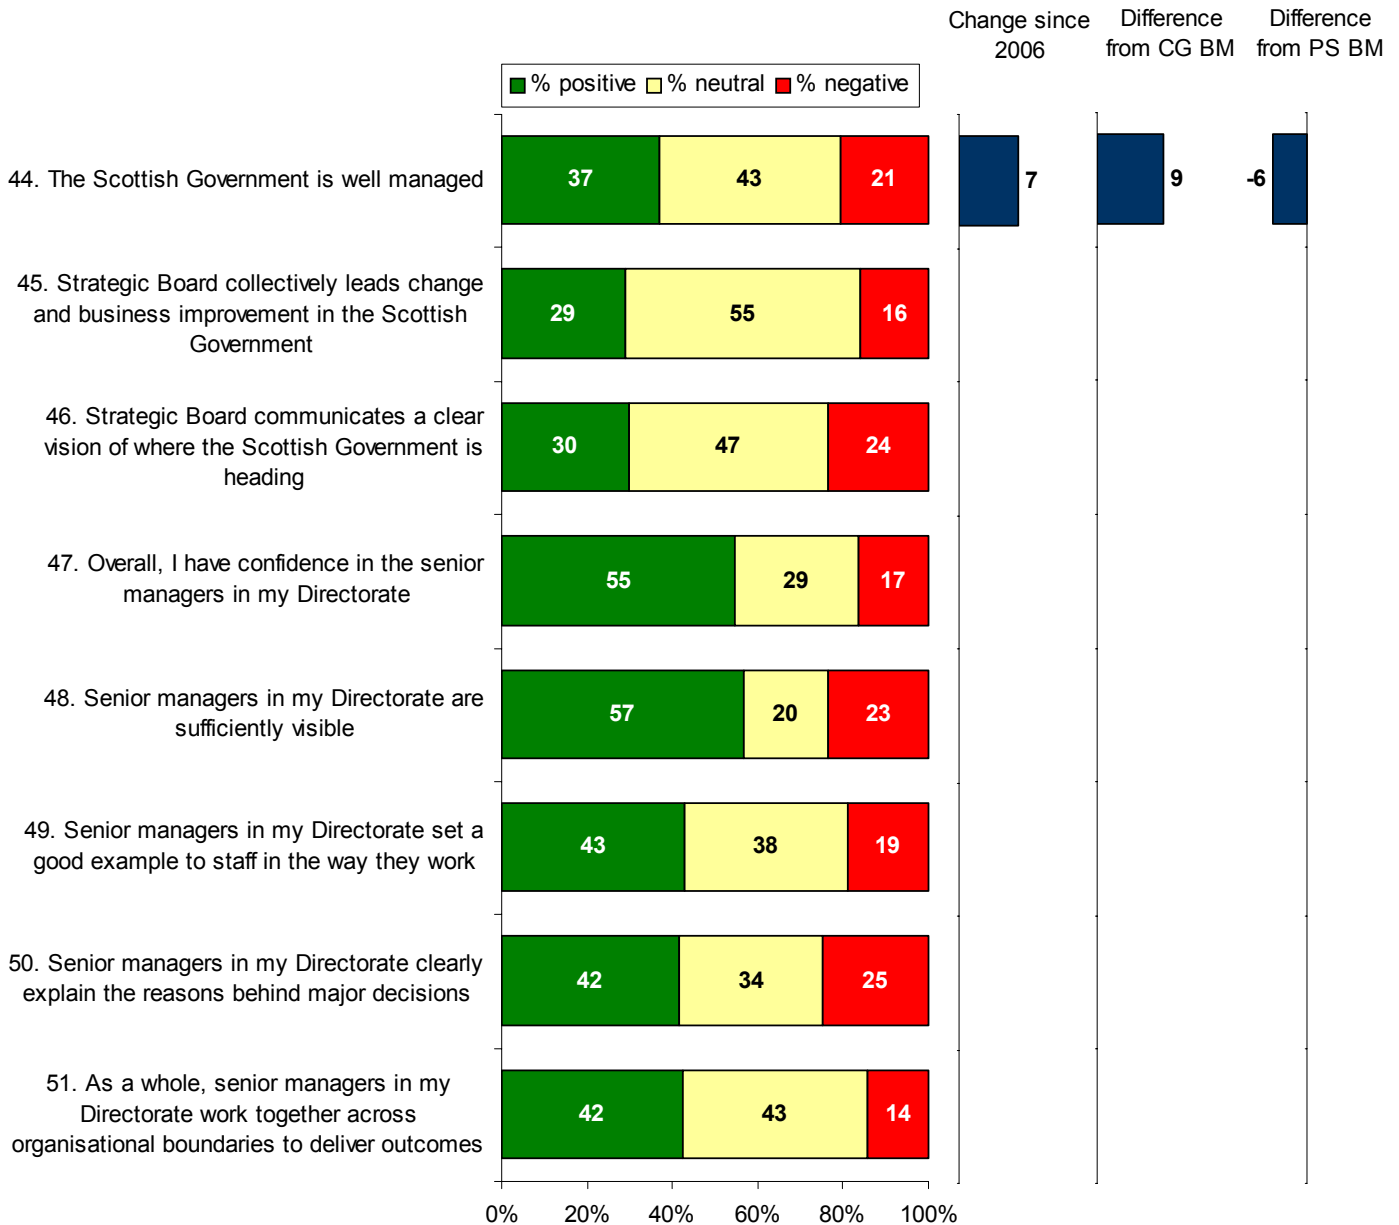 Change since
2006
Difference
from CG BM
Difference
from PS BM
% positive % neutral % negative
44. The Scottish Government is well managed
37 43 21 7 9 -6
45. Strategic Board collectively leads change
and business improvement in the Scottish
Government
29 55 16
46. Strategic Board communicates a clear
vision of where the Scottish Government is
heading
30 47 24
47. Overall, I have confidence in the senior
managers in my Directorate
55 29 17
48. Senior managers in my Directorate are
sufficiently visible
57 20 23
49. Senior managers in my Directorate set a
good example to staff in the way they work
43 38 19
50. Senior managers in my Directorate clearly
explain the reasons behind major decisions
42 34 25
51. As a whole, senior managers in my
Directorate work together across
organisational boundaries to deliver outcomes
42 43 14
0% 20% 40% 60% 80% 100%